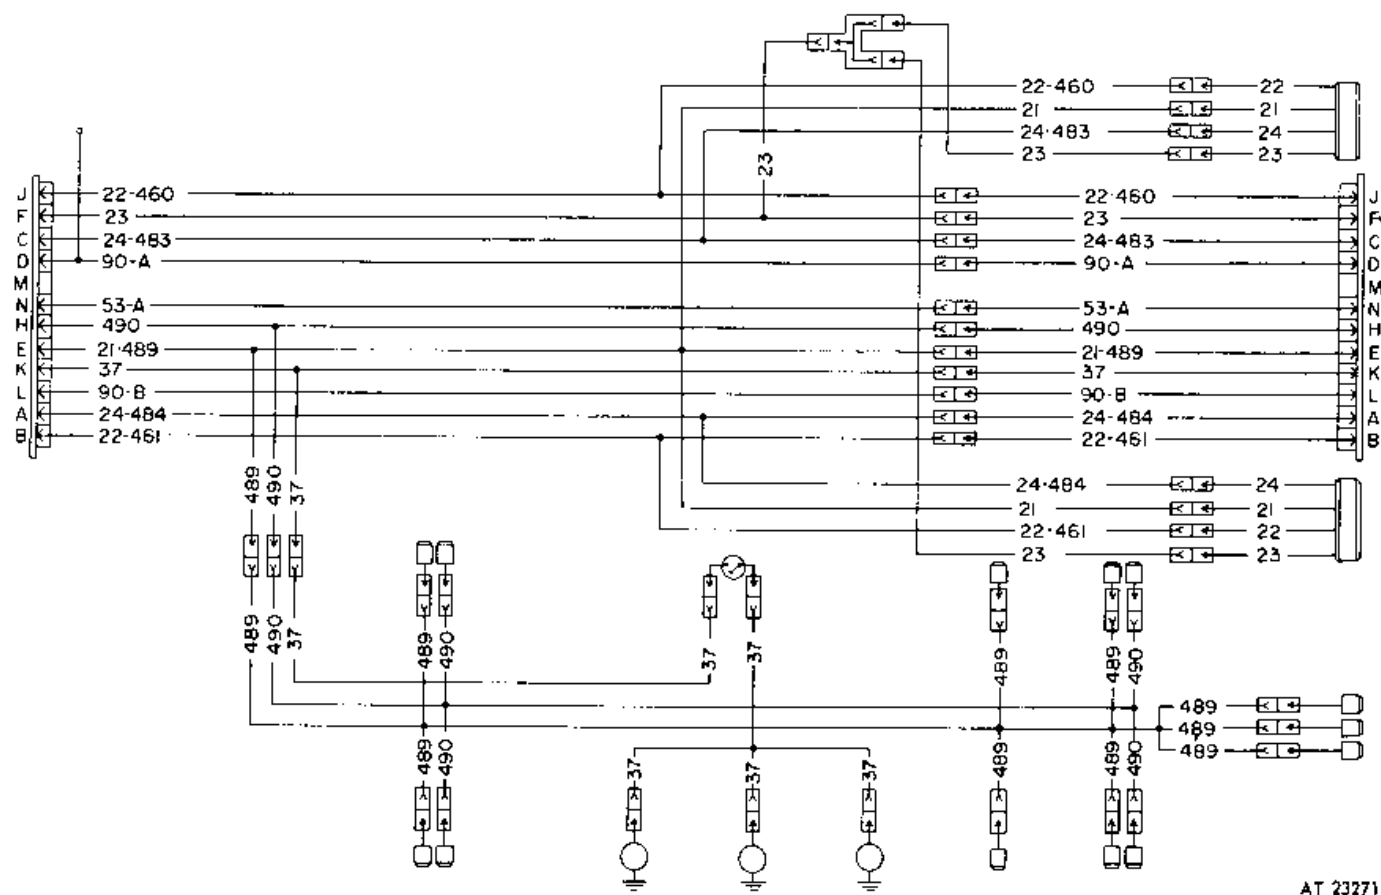 22-460 22
21 21
24-483 24
23 23
23
J 22-460 22-460 J
F 23 23 F
C 24-483 24-483 C
D 90-A 90-A D
M M
N 53-A 53-A N
H 490 490 H
E 21-489 21-489 E
K 37 37 K
L 90-B 90-B L
A 24-484 24-484 A
B 22-461 22-461 B
489 490 37
24-484 24
21 21
22-461 22
23 23
489 490 37 489 490 37 37 489 489 490
489
489
489
489 490 37 37 37 489 489 490
AT 23271